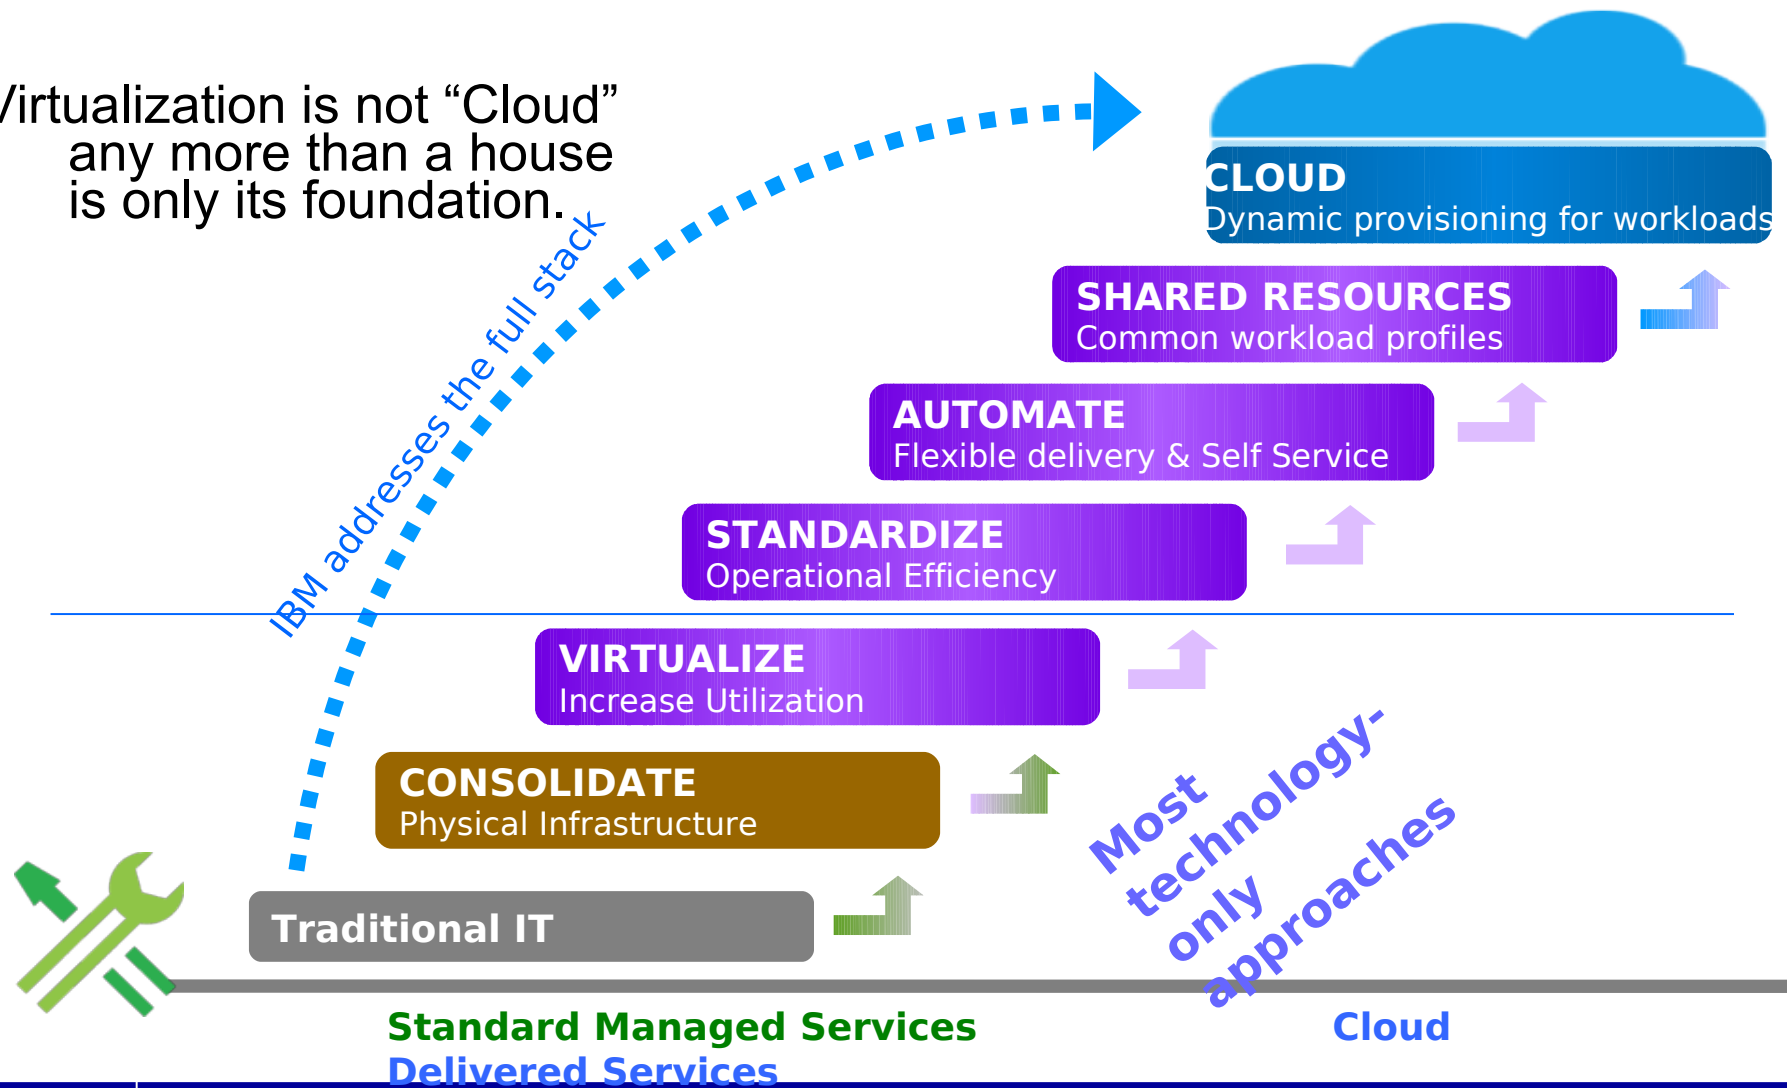 Virtualization is not “Cloud”
any more than a house
is only its foundation.
IBM addresses the full stack
CLOUD
Dynamic provisioning for workloads
SHARED RESOURCES
Common workload profiles
AUTOMATE
Flexible delivery & Self Service
STANDARDIZE
Operational Efficiency
VIRTUALIZE
Increase Utilization
CONSOLIDATE
Physical Infrastructure
Most
technology-
only
approaches
Traditional IT
Standard Managed Services
Cloud
Delivered Services